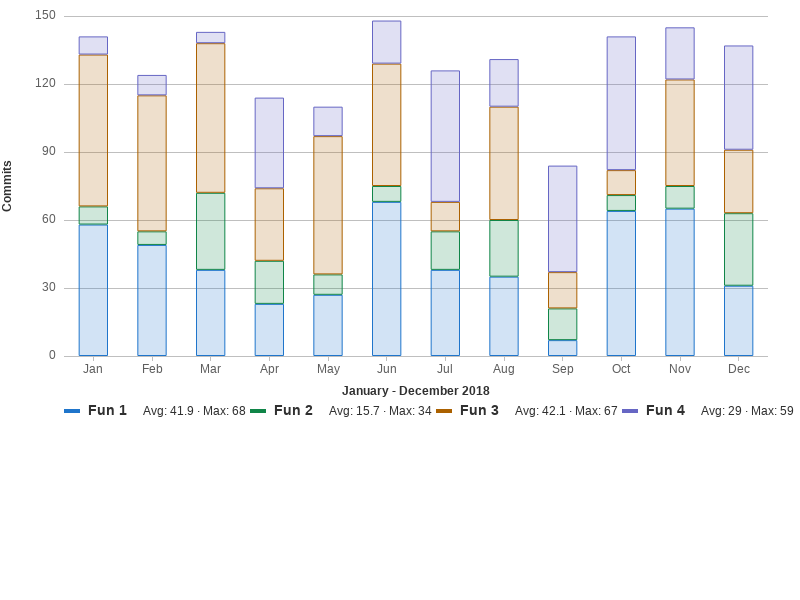 150
120
90
60
30
0
Commits
Jan Feb Mar Apr May Jun Jul Aug Sep Oct Nov Dec
January - December 2018
Fun 1 Avg: 41.9 · Max: 68 Fun 2 Avg: 15.7 · Max: 34 Fun 3 Avg: 42.1 · Max: 67 Fun 4 Avg: 29 · Max: 59